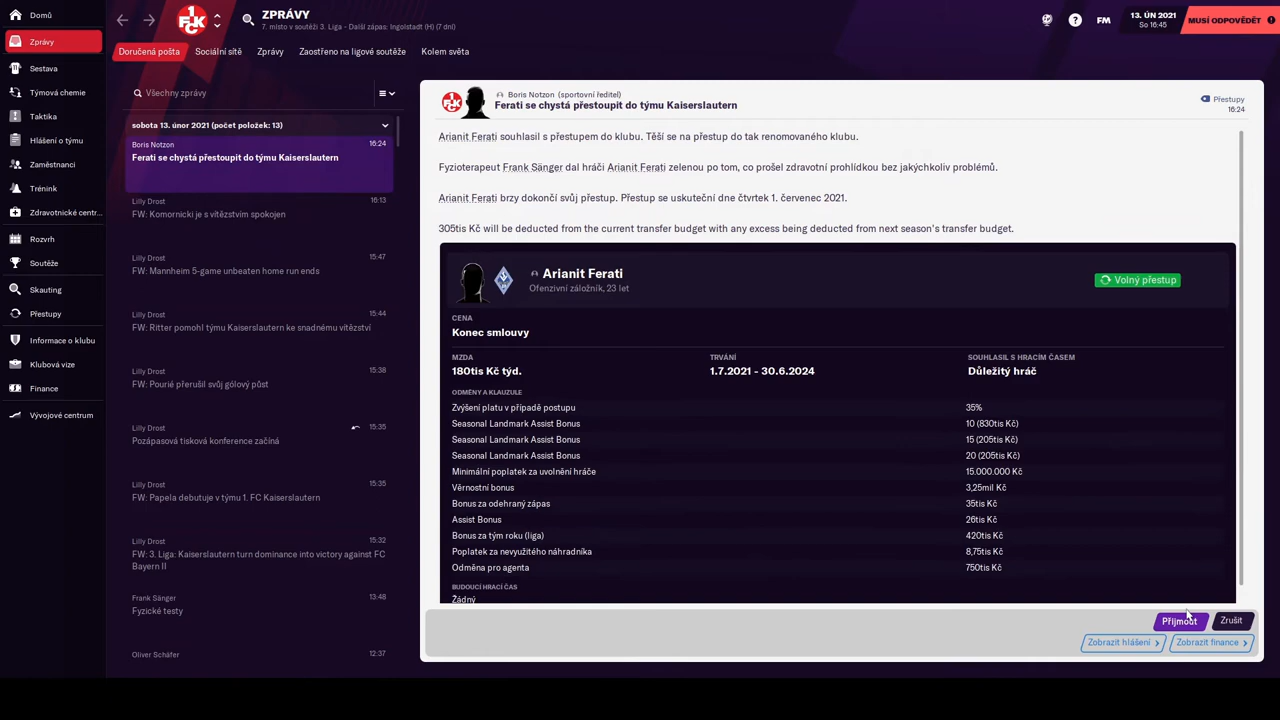 Domů
Zprávy
Sestava
Týmová chemie
Taktika
Hlášení o týmu
Zaměstnanci
Trénink
Zdravotnické centr...
Rozvrh
Soutěže
Skauting
Přestupy
Informace o klubu
Klubová vize
Finance
Vývojové centrum
1.FCK
ZPRÁVY
7. místo v soutěži 3. Liga - Další zápas: Ingolstadt (H) (7 dní)
?
FM
13. ÚN 2021
So 16:45
MUSÍ ODPOVĚDĚT
Doručená pošta
Sociální sítě
Zprávy
Zaostřeno na ligové soutěže
Kolem světa
Všechny zprávy
sobota 13. únor 2021 (počet položek: 13)
Boris Notzon 16:24
Ferati se chystá přestoupit do týmu Kaiserslautern
Lilly Drost 16:13
FW: Komornicki je s vítězstvím spokojen
Lilly Drost 15:47
FW: Mannheim 5-game unbeaten home run ends
Lilly Drost 15:44
FW: Ritter pomohl týmu Kaiserslautern ke snadnému vítězství
Lilly Drost 15:38
FW: Pourié přerušil svůj gólový půst
Lilly Drost 15:35
Pozápasová tisková konference začíná
Lilly Drost 15:35
FW: Papela debutuje v týmu 1. FC Kaiserslautern
Lilly Drost 15:32
FW: 3. Liga: Kaiserslautern turn dominance into victory against FC
Bayern II
Frank Sänger 13:48
Fyzické testy
Oliver Schäfer 12:37
Boris Notzon (sportovní ředitel)
Ferati se chystá přestoupit do týmu Kaiserslautern
Přestupy
16:24
Arianit Ferati souhlasil s přestupem do klubu. Těší se na přestup do tak renomovaného klubu.
Fyzioterapeut Frank Sänger dal hráči Arianit Ferati zelenou po tom, co prošel zdravotní prohlídkou bez jakýchkoliv problémů.
Arianit Ferati brzy dokončí svůj přestup. Přestup se uskuteční dne čtvrtek 1. červenec 2021.
305tis Kč will be deducted from the current transfer budget with any excess being deducted from next season's transfer budget.
Arianit Ferati
Ofenzivní záložník, 23 let
Volný přestup
CENA
Konec smlouvy
MZDA TRVÁNÍ SOUHLASIL S HRACÍM ČASEM
180tis Kč týd. 1.7.2021 - 30.6.2024 Důležitý hráč
ODMĚNY A KLAUZULE
Zvýšení platu v případě postupu 35%
Seasonal Landmark Assist Bonus 10 (830tis Kč)
Seasonal Landmark Assist Bonus 15 (205tis Kč)
Seasonal Landmark Assist Bonus 20 (205tis Kč)
Minimální poplatek za uvolnění hráče 15.000.000 Kč
Věrnostní bonus 3,25mil Kč
Bonus za odehraný zápas 35tis Kč
Assist Bonus 26tis Kč
Bonus za tým roku (liga) 420tis Kč
Poplatek za nevyužitého náhradníka 8,75tis Kč
Odměna pro agenta 750tis Kč
BUDOUCÍ HRACÍ ČAS
Žádný
Přijmout
Zrušit
Zobrazit hlášení
Zobrazit finance